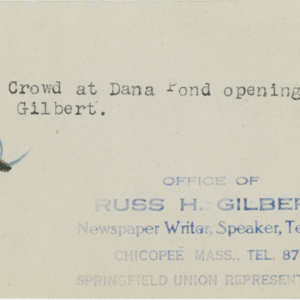 Crowd at Dana Pond opening
Gilbert.
OFFICE OF
RUSS H. GILBER
Newspaper Writer, Speaker, Te
CHICOPEE MASS., TEL. 87
SPRINGFIELD UNION REPRESENT